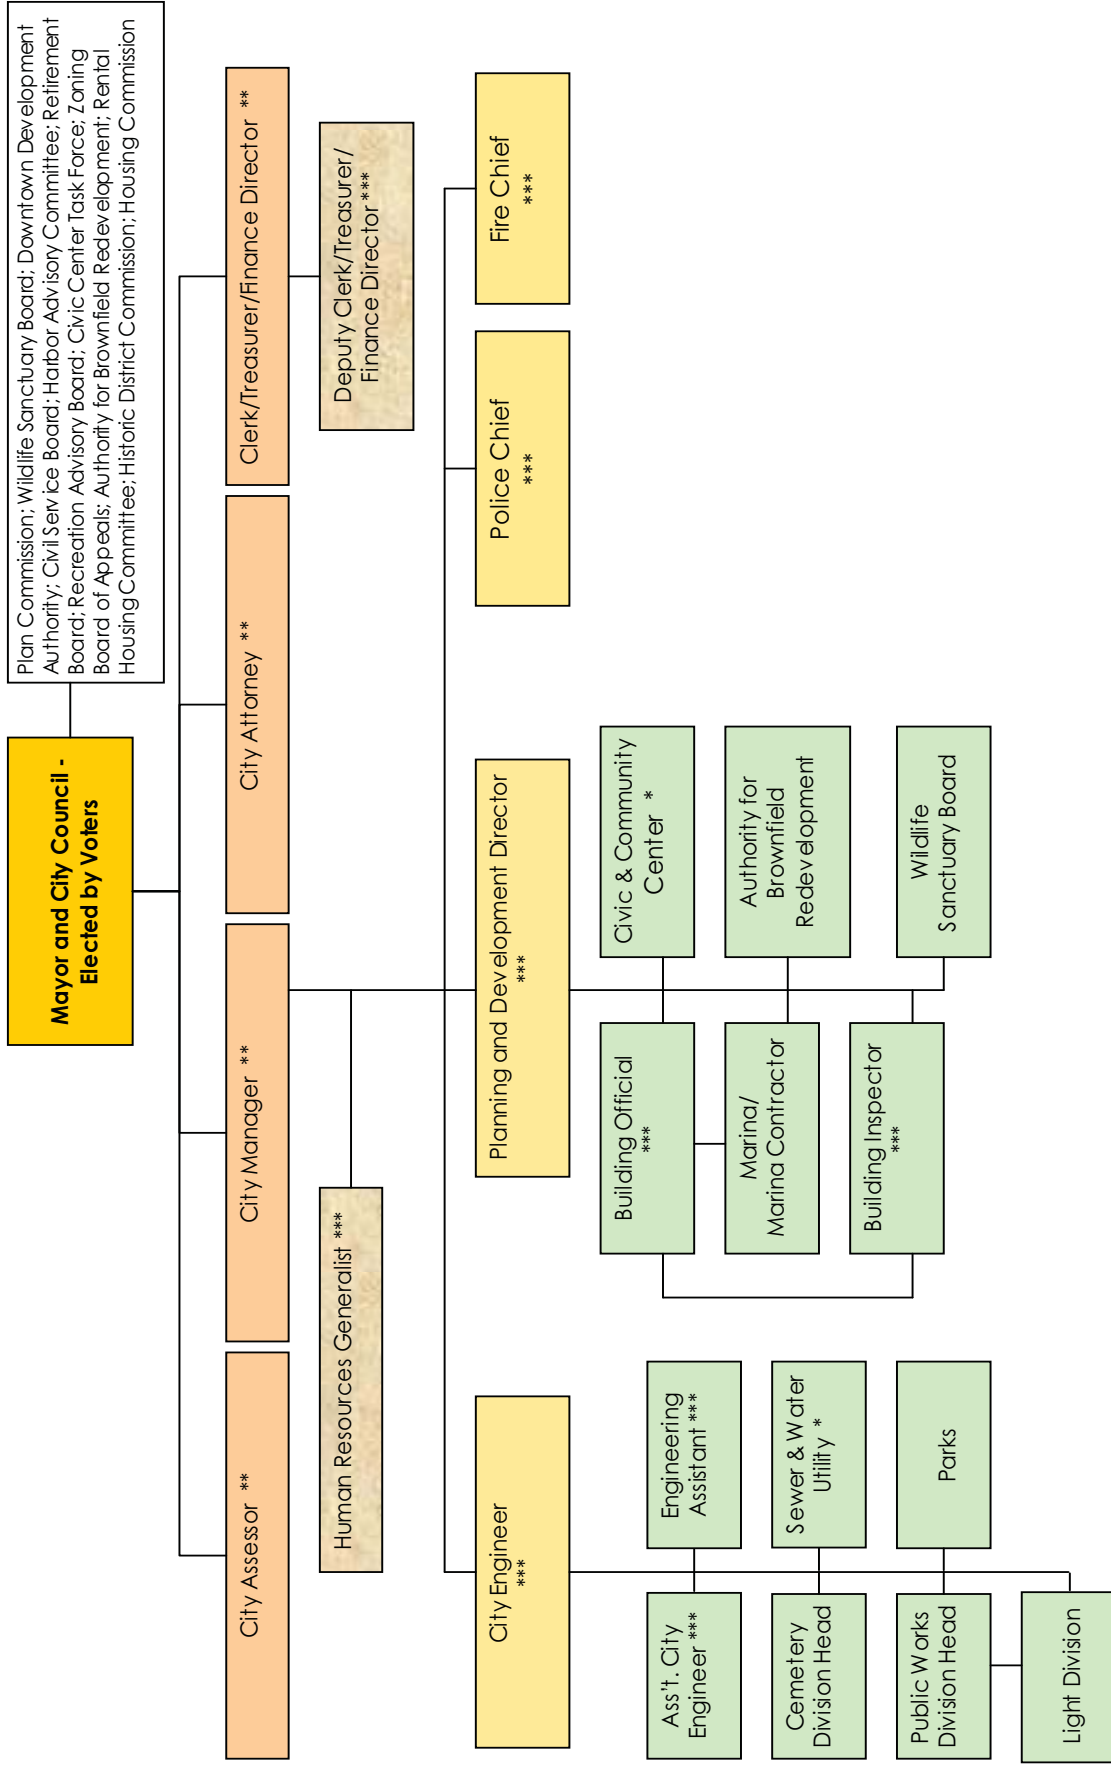 Mayor and City Council -
Elected by Voters
Plan Commission; Wildlife Sanctuary Board; Downtown Development
Authority; Civil Service Board; Harbor Advisory Committee; Retirement
Board; Recreation Advisory Board; Civic Center Task Force; Zoning
Board of Appeals; Authority for Brownfield Redevelopment; Rental
Housing Committee; Historic District Commission; Housing Commission
City Assessor **
City Manager **
City Attorney **
Clerk/Treasurer/Finance Director **
Human Resources Generalist ***
Deputy Clerk/Treasurer/
Finance Director ***
City Engineer
***
Planning and Development Director
***
Police Chief
***
Fire Chief
***
Ass't. City
Engineer ***
Engineering
Assistant ***
Cemetery
Division Head
Sewer & Water
Utility *
Public Works
Division Head
Parks
Light Division
Building Official
***
Civic & Community
Center *
Marina/
Marina Contractor
Authority for
Brownfield
Redevelopment
Building Inspector
***
Wildlife
Sanctuary Board